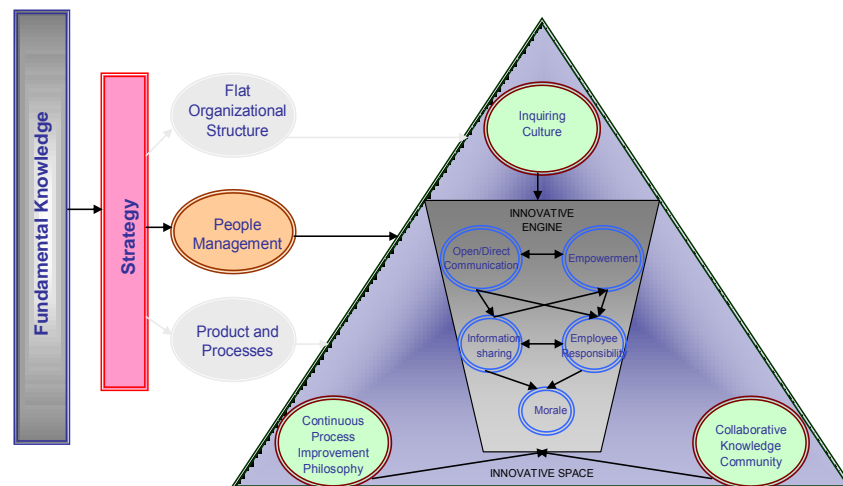 Fundamental Knowledge
Strategy
Flat
Organizational
Structure
People
Management
Product and
Processes
Inquiring
Culture
INNOVATIVE
ENGINE
Open/Direct
Communication
Empowerment
Information
sharing
Employee
Responsibility
Morale
Continuous
Process
Improvement
Philosophy
Collaborative
Knowledge
Community
INNOVATIVE SPACE